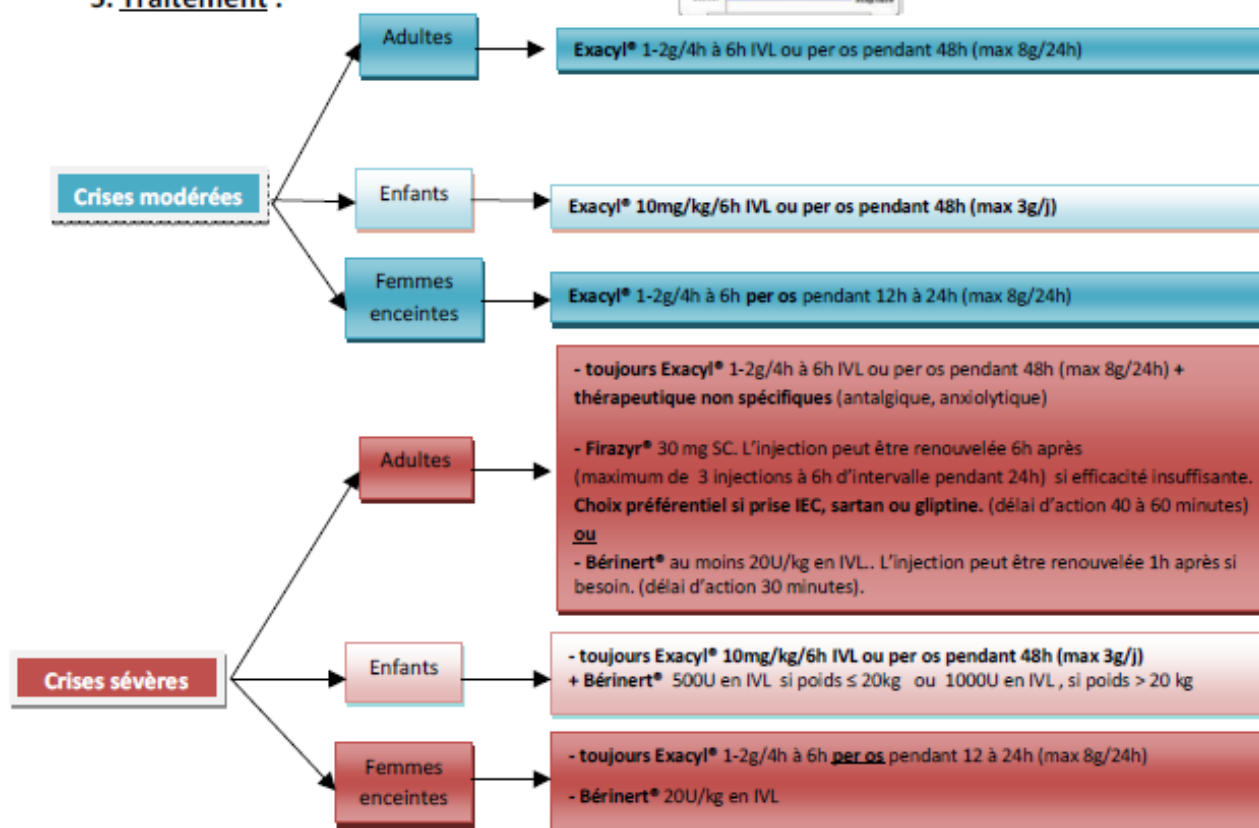 Traitement :
Adultes
Exacyl® 1-2g/4h à 6h IVL ou per os pendant 48h (max 8g/24h)
Crises modérées
Enfants
Exacyl® 10mg/kg/6h IVL ou per os pendant 48h (max 3g/j)
Femmes
enceintes
Exacyl® 1-2g/4h à 6h per os pendant 12h à 24h (max 8g/24h)
- toujours Exacyl® 1-2g/4h à 6h IVL ou per os pendant 48h (max 8g/24h) +
thérapeutique non spécifiques (antalgique, anxiolytique)
Adultes
- Firazyr® 30 mg SC. L'injection peut être renouvelée 6h après
(maximum de 3 injections à 6h d'intervalle pendant 24h) si efficacité insuffisante.
Choix préférentiel si prise IEC, sartan ou gliptine. (délai d'action 40 à 60 minutes)
ou
- Bérinert® au moins 20U/kg en IVL.. L'injection peut être renouvelée 1h après si
besoin. (délai d'action 30 minutes).
Crises sévères
Enfants
- toujours Exacyl® 10mg/kg/6h IVL ou per os pendant 48h (max 3g/j)
+ Bérinert® 500U en IVL si poids ≤ 20kg ou 1000U en IVL , si poids > 20 kg
Femmes
enceintes
- toujours Exacyl® 1-2g/4h à 6h per os pendant 12 à 24h (max 8g/24h)
- Bérinert® 20U/kg en IVL